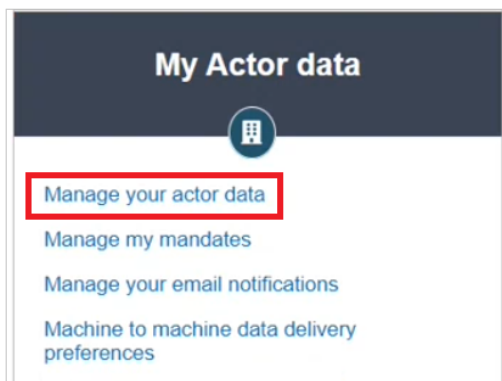 My Actor data
Manage your actor data
Manage my mandates
Manage your email notifications
Machine to machine data delivery
preferences